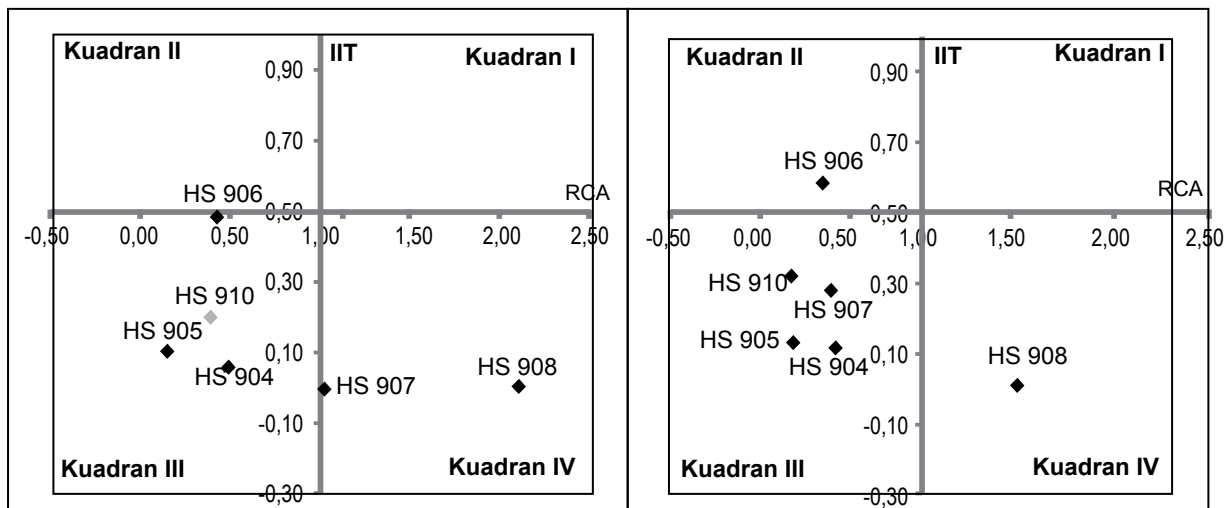 Kuadran II
IIT
Kuadran I
0,90
0,70
HS 906
RCA
0,50
-0,50
0,00
0,50
1,00
1,50
2,00
2,50
0,30
HS 910
HS 905
0,10
HS 904
HS 907
HS 908
-0,10
Kuadran III
Kuadran IV
-0,30
Kuadran II
IIT
Kuadran I
0,90
0,70
HS 906
RCA
0,50
-0,50
0,00
0,50
1,00
1,50
2,00
2,50
HS 910
0,30
HS 907
HS 905
HS 904
0,10
HS 908
-0,10
Kuadran III
Kuadran IV
-0,30